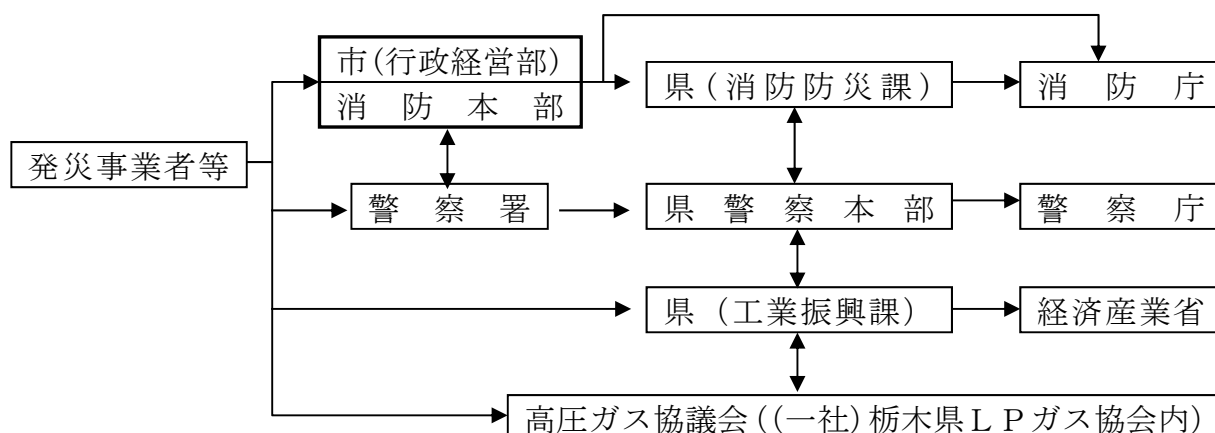 市(行政経営部)
消防本部
県(消防防災課)
消防庁
発災事業者等
警察署
県警察本部
警察庁
県(工業振興課)
経済産業省
高圧ガス協議会((一社)栃木県LPガス協会内)